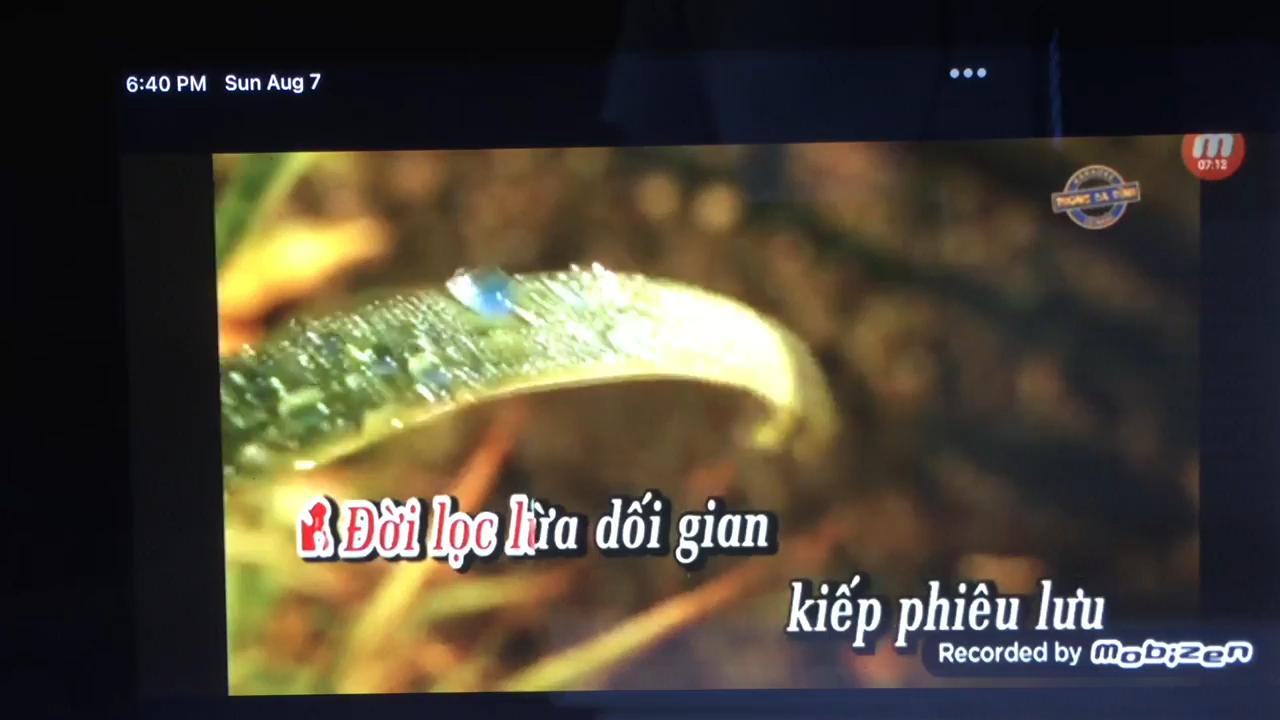 6:40 PM Sun Aug 7
07:12
KARAOKE
Đời lọc lừa dối gian
kiếp phiêu lưu
Recorded by mobizen